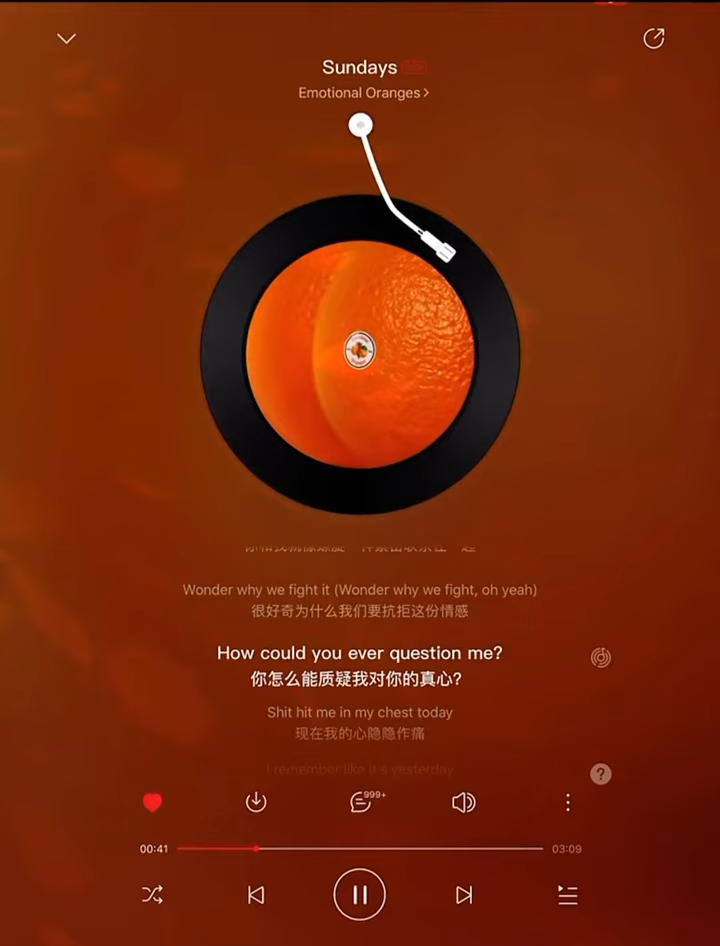 Sundays
Emotional Oranges
Wonder why we fight it (Wonder why we fight, oh yeah)
很好奇为什么我们要抗拒这份情感
How could you ever question me?
你怎么能质疑我对你的真心?
Shit hit me in my chest today
现在我的心隐隐作痛
I remember like it's yesterday
?
999+
00:41
03:09